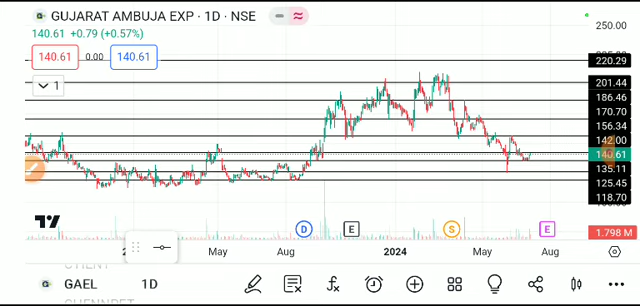 GUJARAT AMBUJA EXP · 1D · NSE
140.61 +0.79 (+0.57%)
140.61 0.00 140.61
1
250.00
220.29
201.44
186.46
170.70
156.34
142.00
140.61
135.11
125.45
118.70
D E S E
1.798 M
May Aug 2024 May Aug
GAEL 1D